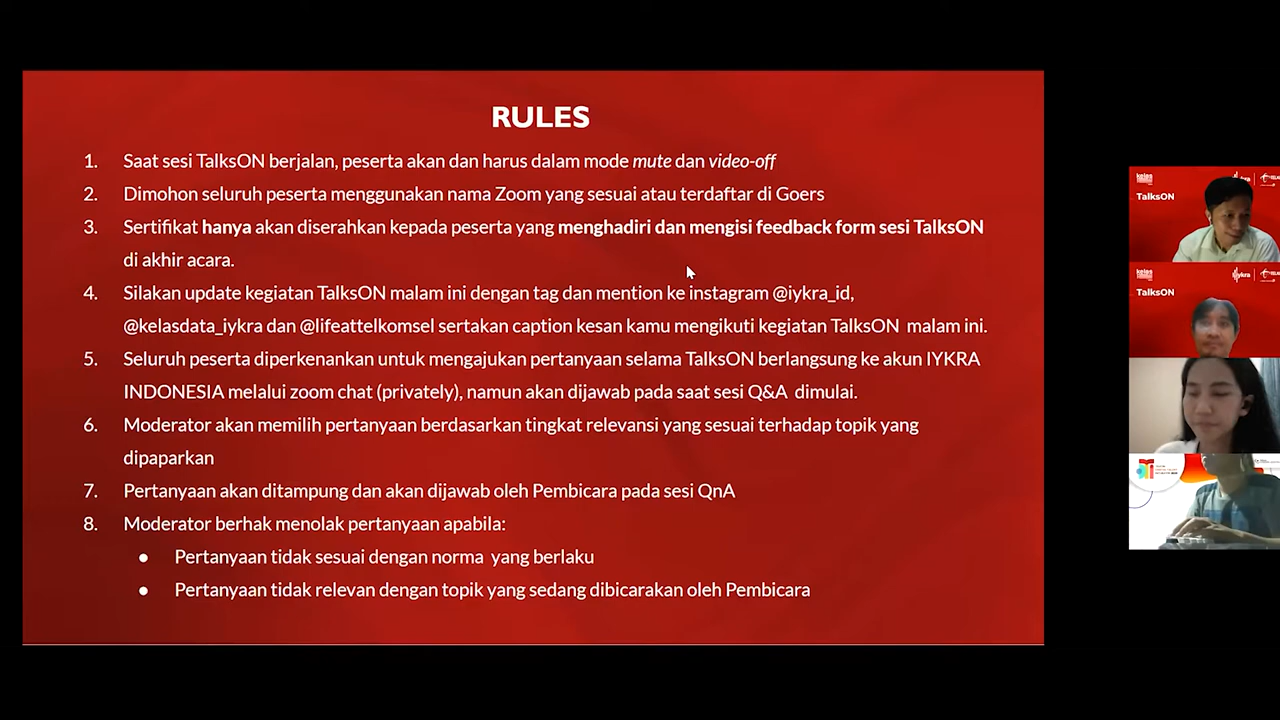 RULES
1. Saat sesi TalksON berjalan, peserta akan dan harus dalam mode mute dan video-off
2. Dimohon seluruh peserta menggunakan nama Zoom yang sesuai atau terdaftar di Goers
3. Sertifikat hanya akan diserahkan kepada peserta yang menghadiri dan mengisi feedback form sesi TalksON
di akhir acara.
4. Silakan update kegiatan TalksON malam ini dengan tag dan mention ke instagram @iykra_id,
@kelasdata_iykra dan @lifeattelkomsel sertakan caption kesan kamu mengikuti kegiatan TalksON malam ini.
5. Seluruh peserta diperkenankan untuk mengajukan pertanyaan selama TalksON berlangsung ke akun IYKRA
INDONESIA melalui zoom chat (privately), namun akan dijawab pada saat sesi Q&A dimulai.
6. Moderator akan memilih pertanyaan berdasarkan tingkat relevansi yang sesuai terhadap topik yang
dipaparkan
7. Pertanyaan akan ditampung dan akan dijawab oleh Pembicara pada sesi QnA
8. Moderator berhak menolak pertanyaan apabila:
● Pertanyaan tidak sesuai dengan norma yang berlaku
● Pertanyaan tidak relevan dengan topik yang sedang dibicarakan oleh Pembicara
kelas
TalksON
kelas
iykra
TalksON